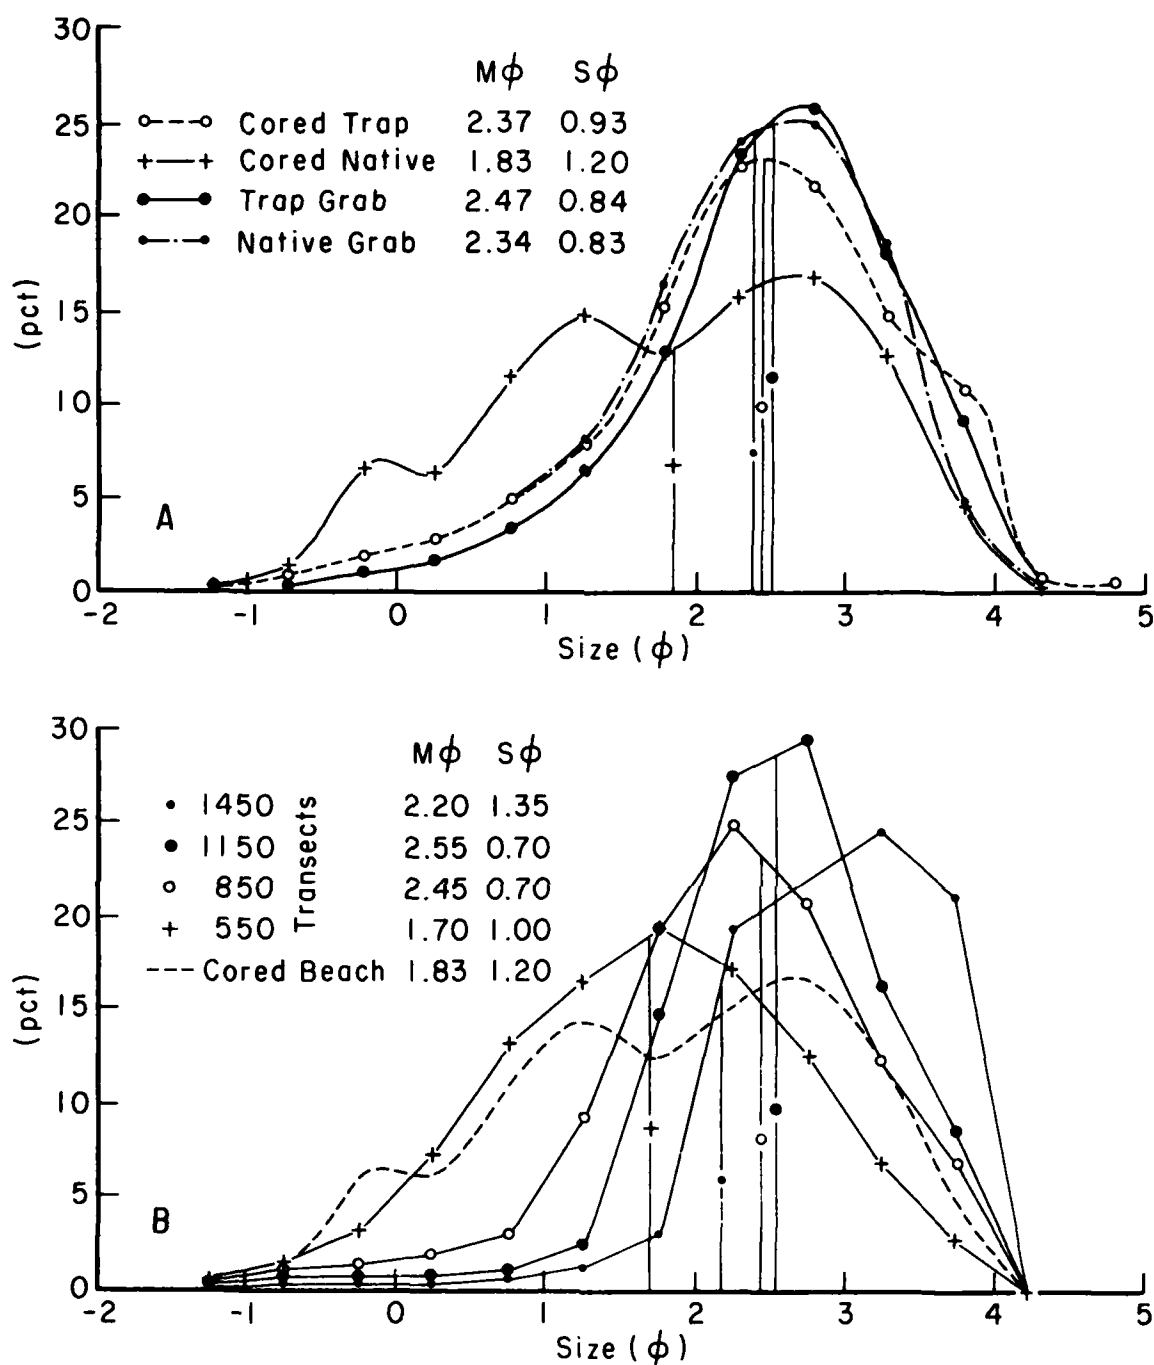 30
25
20
15
10
5
0
(pct)
Mφ Sφ
Cored Trap 2.37 0.93
Cored Native 1.83 1.20
Trap Grab 2.47 0.84
Native Grab 2.34 0.83
A
-2 -1 0 1 2 3 4 5
Size (φ)
30
25
20
15
10
5
0
(pct)
Mφ Sφ
1450 2.20 1.35
1150 2.55 0.70
850 2.45 0.70
550 1.70 1.00
Transects
Cored Beach 1.83 1.20
B
-2 -1 0 1 2 3 4 5
Size (φ)